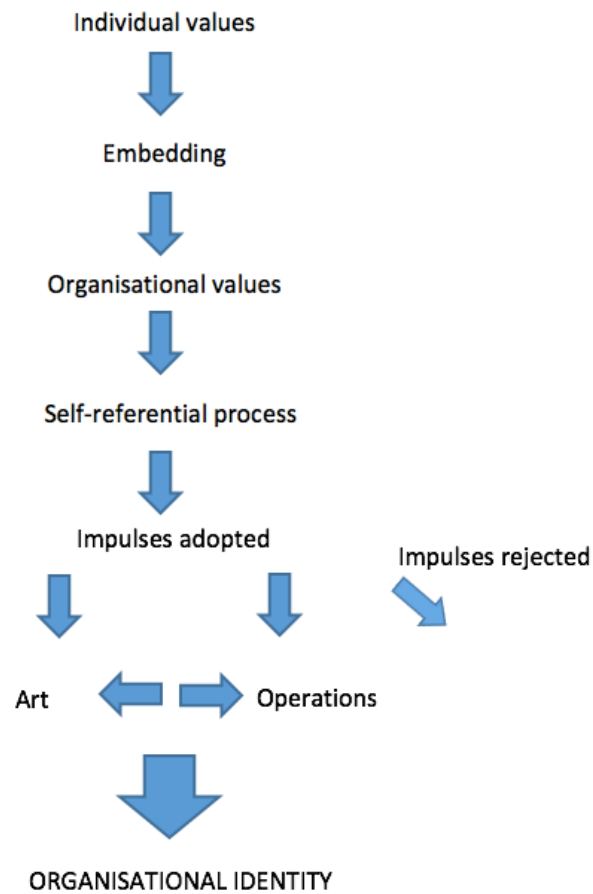 Individual values
Embedding
Organisational values
Self-referential process
Impulses adopted
Impulses rejected
Art
Operations
ORGANISATIONAL IDENTITY